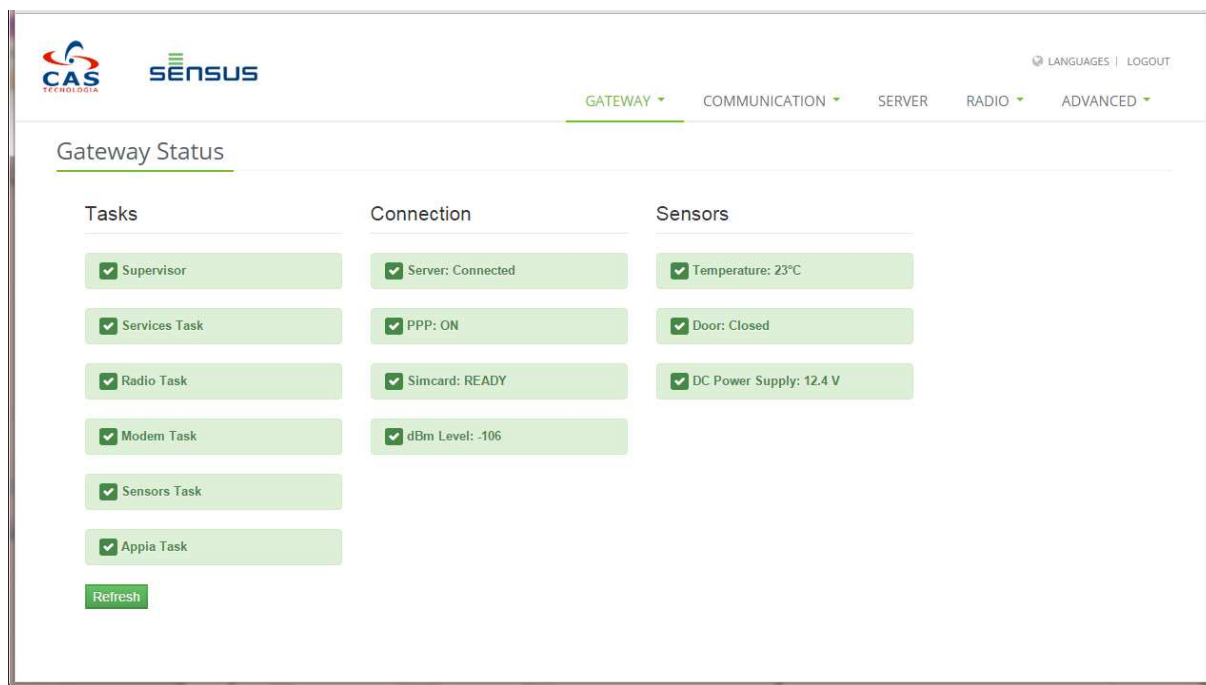 CAS
TECNOLOGIA
sensus
LANGUAGES | LOGOUT
GATEWAY COMMUNICATION SERVER RADIO ADVANCED
Gateway Status
Tasks
Supervisor
Services Task
Radio Task
Modem Task
Sensors Task
Appia Task
Refresh
Connection
Server: Connected
PPP: ON
Simcard: READY
dBm Level: -106
Sensors
Temperature: 23ºC
Door: Closed
DC Power Supply: 12.4 V